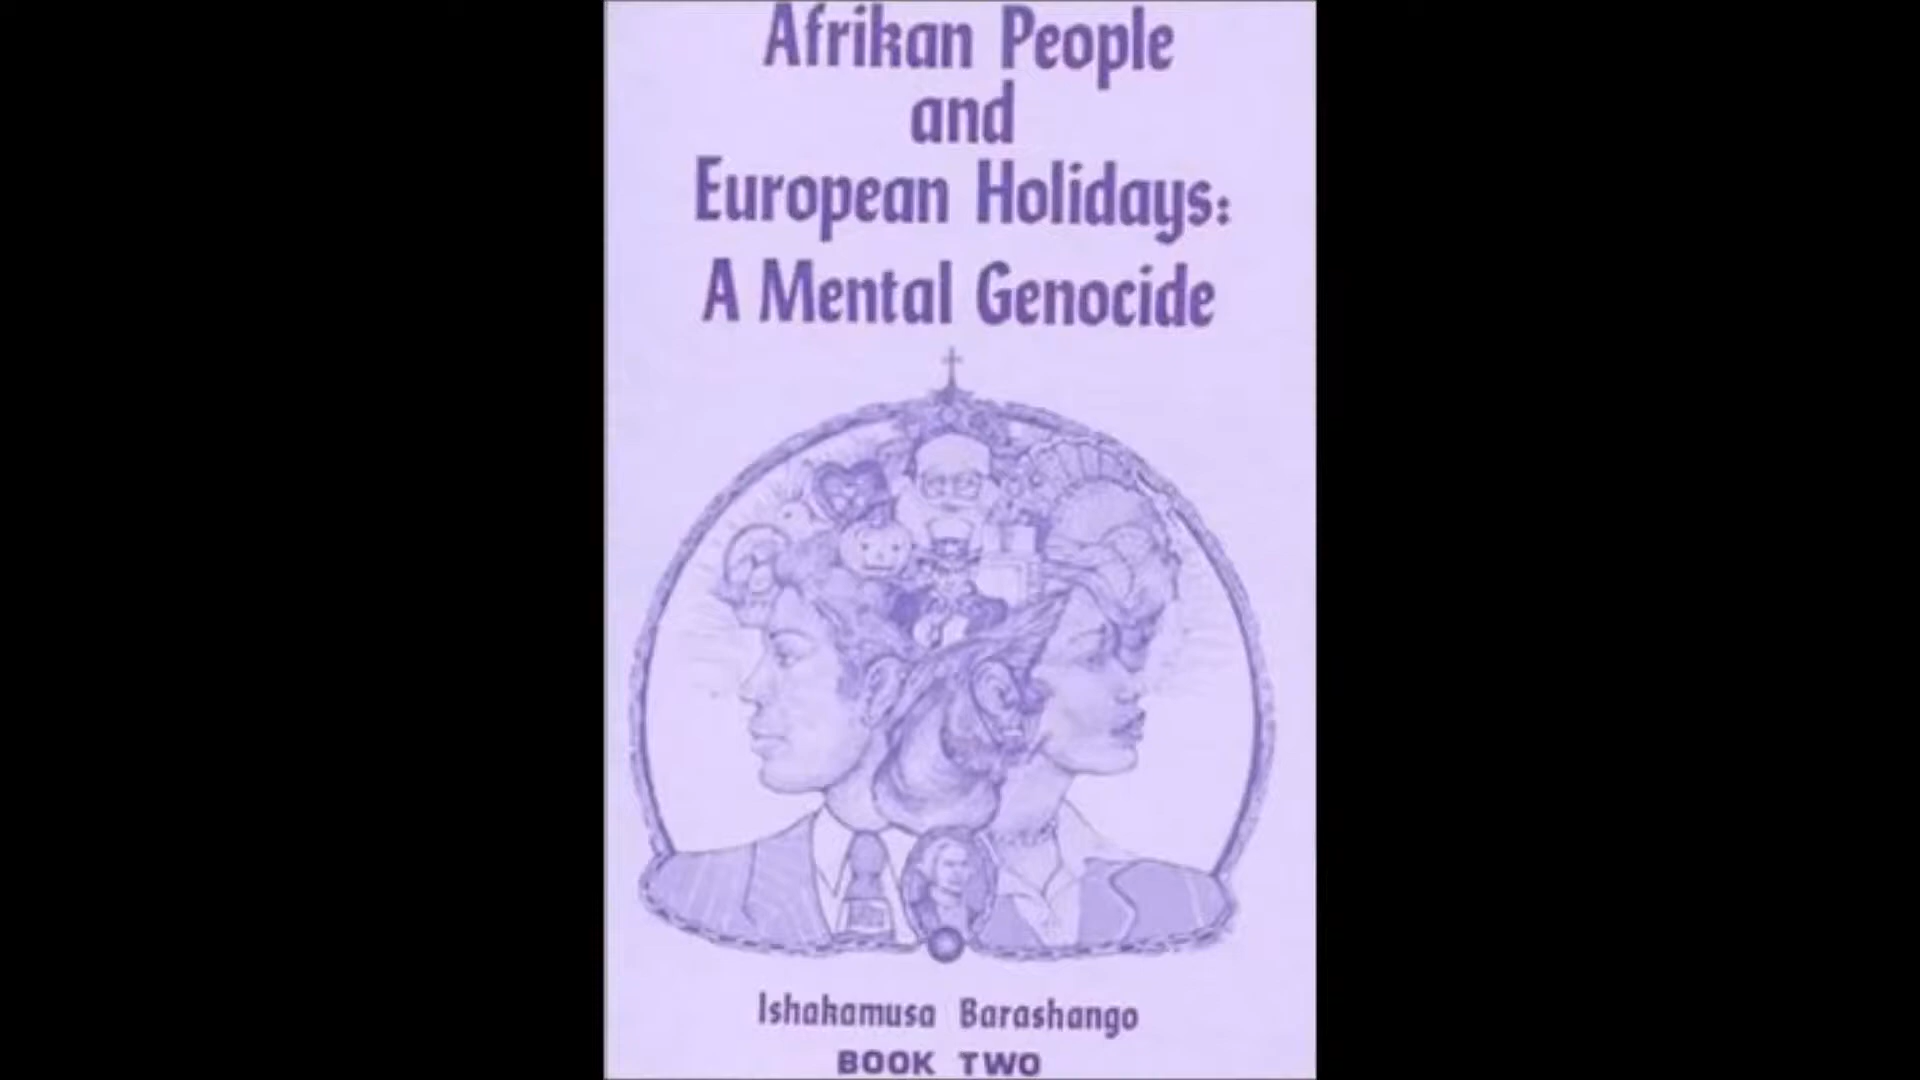 Afrikan People
and
European Holidays:
A Mental Genocide
Ishakamusa Barashango
BOOK TWO